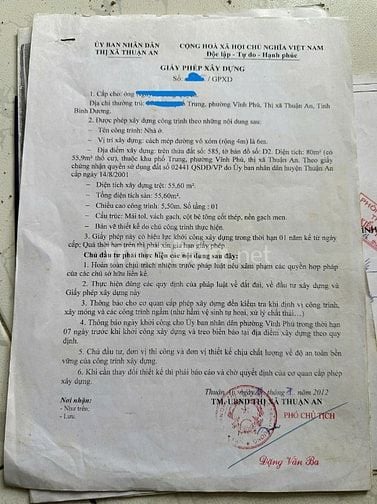 ỦY BAN NHÂN DÂN
THỊ XÃ THUẬN AN
CỘNG HOÀ XÃ HỘI CHỦ NGHĨA VIỆT NAM
Độc lập - Tự do - Hạnh phúc
GIẤY PHÉP XÂY DỰNG
Số: / GPXD
1. Cấp cho: ông
Địa chỉ thường trú: Trung, phường Vĩnh Phú, Thị xã Thuận An, Tỉnh
Bình Dương.
2. Được phép xây dựng công trình theo những nội dung sau:
- Tên công trình: Nhà ở.
- Vị trí xây dựng: cách mép đường vô xóm (rộng 4m) là 6m.
- Địa điểm xây dựng: trên thửa đất số: 585, tờ bản đồ số: D2. Diện tích: 80m² (có
55,9m² thổ cư), thuộc khu phố Trung, phường Vĩnh Phú, thị xã Thuận An. Theo giấy
chứng nhận quyền sử dụng đất số 02441 QSDĐ/VP do Ủy ban nhân dân huyện Thuận An
cấp ngày 14/8/2001
- Diện tích xây dựng trệt: 55,60 m².
- Tổng diện tích sàn: 55,60m².
- Chiều cao công trình: 5,50m. Số tầng: 01
- Cấu trúc: Mái tol, vách gạch, cột bê tông cốt thép, nền gạch men.
- Bản vẽ thiết kế do chủ công trình thực hiện.
3. Giấy phép này có hiệu lực khởi công xây dựng trong thời hạn 01 năm kể từ ngày
cấp; Quá thời hạn trên thì phải xin gia hạn giấy phép.
Chủ đầu tư phải thực hiện các nội dung sau đây:
1. Hoàn toàn chịu trách nhiệm trước pháp luật nếu xâm phạm các quyền hợp pháp
của các chủ sở hữu liền kề.
2. Thực hiện đúng các quy định của pháp luật về đất đai, về đầu tư xây dựng và
Giấy phép xây dựng này
3. Thông báo cho cơ quan cấp phép xây dựng đến kiểm tra khi định vị công trình,
xây móng và các công trình ngầm (như hầm vệ sinh tự hoại, xử lý chất thải…)
4. Thông báo ngày khởi công cho Ủy ban nhân dân phường Vĩnh Phú trong thời hạn
07 ngày trước khi khởi công xây dựng và treo biển báo tại địa điểm xây dựng theo quy
định.
5. Chủ đầu tư, đơn vị thi công và đơn vị thiết kế chịu chất lượng về độ an toàn bền
vững của công trình xây dựng.
6. Khi cần thay đổi thiết kế thì phải báo cáo và chờ quyết định của cơ quan cấp phép
xây dựng.
Thuận An, ngày tháng năm 2012
Nơi nhận:
- Như trên;
- Lưu.
TM. UBND THỊ XÃ THUẬN AN
PHÓ CHỦ TỊCH
Đặng Văn Ba